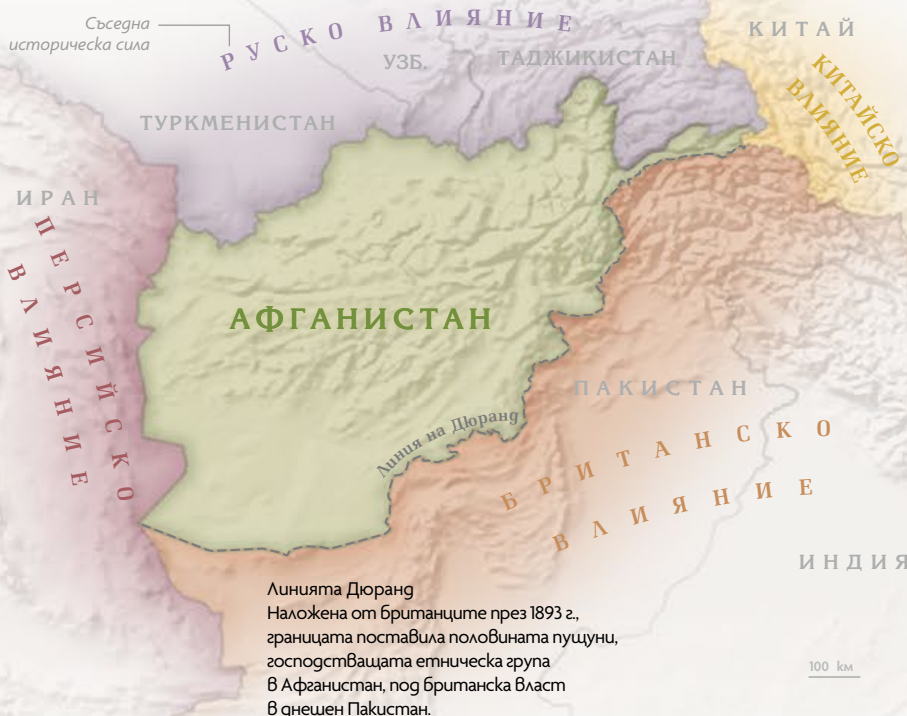 Съседна
историческа сила
РУСКО ВЛИЯНИЕ
КИТАЙ
УЗБ.
ТАДЖИКИСТАН
КИТАЙСКО
ВЛИЯНИЕ
ТУРКМЕНИСТАН
ИРАН
ПЕРСИЙСКО
ВЛИЯНИЕ
АФГАНИСТАН
ПАКИСТАН
Линия на Дюранд
БРИТАНСКО
ВЛИЯНИЕ
ИНДИЯ
Линията Дюранд
Наложена от британците през 1893 г.,
границата поставила половината пущуни,
господстващата етническа група
в Афганистан, под британска власт
в днешен Пакистан.
100 км